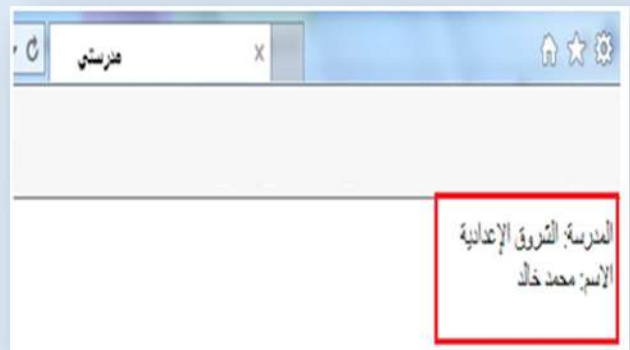 مدرستي
المدرسة: الشروق الإعدادية
الاسم: محمد خالد